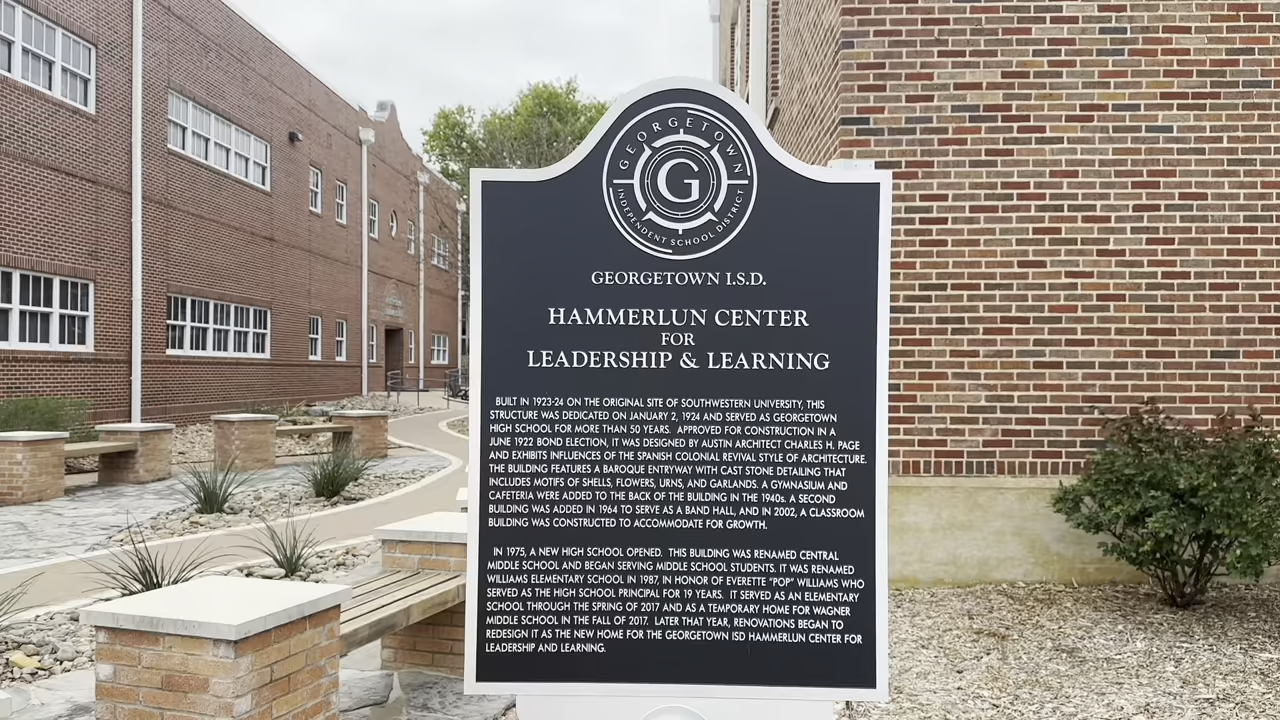 GEORGETOWN
G
INDEPENDENT SCHOOL DISTRICT
GEORGETOWN I.S.D.
HAMMERLUN CENTER
FOR
LEADERSHIP & LEARNING
BUILT IN 1923-24 ON THE ORIGINAL SITE OF SOUTHWESTERN UNIVERSITY, THIS
STRUCTURE WAS DEDICATED ON JANUARY 2, 1924 AND SERVED AS GEORGETOWN
HIGH SCHOOL FOR MORE THAN 50 YEARS. APPROVED FOR CONSTRUCTION IN A
JUNE 1922 BOND ELECTION, IT WAS DESIGNED BY AUSTIN ARCHITECT CHARLES H. PAGE
AND EXHIBITS INFLUENCES OF THE SPANISH COLONIAL REVIVAL STYLE OF ARCHITECTURE.
THE BUILDING FEATURES A BAROQUE ENTRYWAY WITH CAST STONE DETAILING THAT
INCLUDES MOTIFS OF SHELLS, FLOWERS, URNS, AND GARLANDS. A GYMNASIUM AND
CAFETERIA WERE ADDED TO THE BACK OF THE BUILDING IN THE 1940s. A SECOND
BUILDING WAS ADDED IN 1964 TO SERVE AS A BAND HALL, AND IN 2002, A CLASSROOM
BUILDING WAS CONSTRUCTED TO ACCOMMODATE FOR GROWTH.
IN 1975, A NEW HIGH SCHOOL OPENED. THIS BUILDING WAS RENAMED CENTRAL
MIDDLE SCHOOL AND BEGAN SERVING MIDDLE SCHOOL STUDENTS. IT WAS RENAMED
WILLIAMS ELEMENTARY SCHOOL IN 1987, IN HONOR OF EVERETTE "POP" WILLIAMS WHO
SERVED AS THE HIGH SCHOOL PRINCIPAL FOR 19 YEARS. IT SERVED AS AN ELEMENTARY
SCHOOL THROUGH THE SPRING OF 2017 AND AS A TEMPORARY HOME FOR WAGNER
MIDDLE SCHOOL IN THE FALL OF 2017. LATER THAT YEAR, RENOVATIONS BEGAN TO
REDESIGN IT AS THE NEW HOME FOR THE GEORGETOWN ISD HAMMERLUN CENTER FOR
LEADERSHIP AND LEARNING.